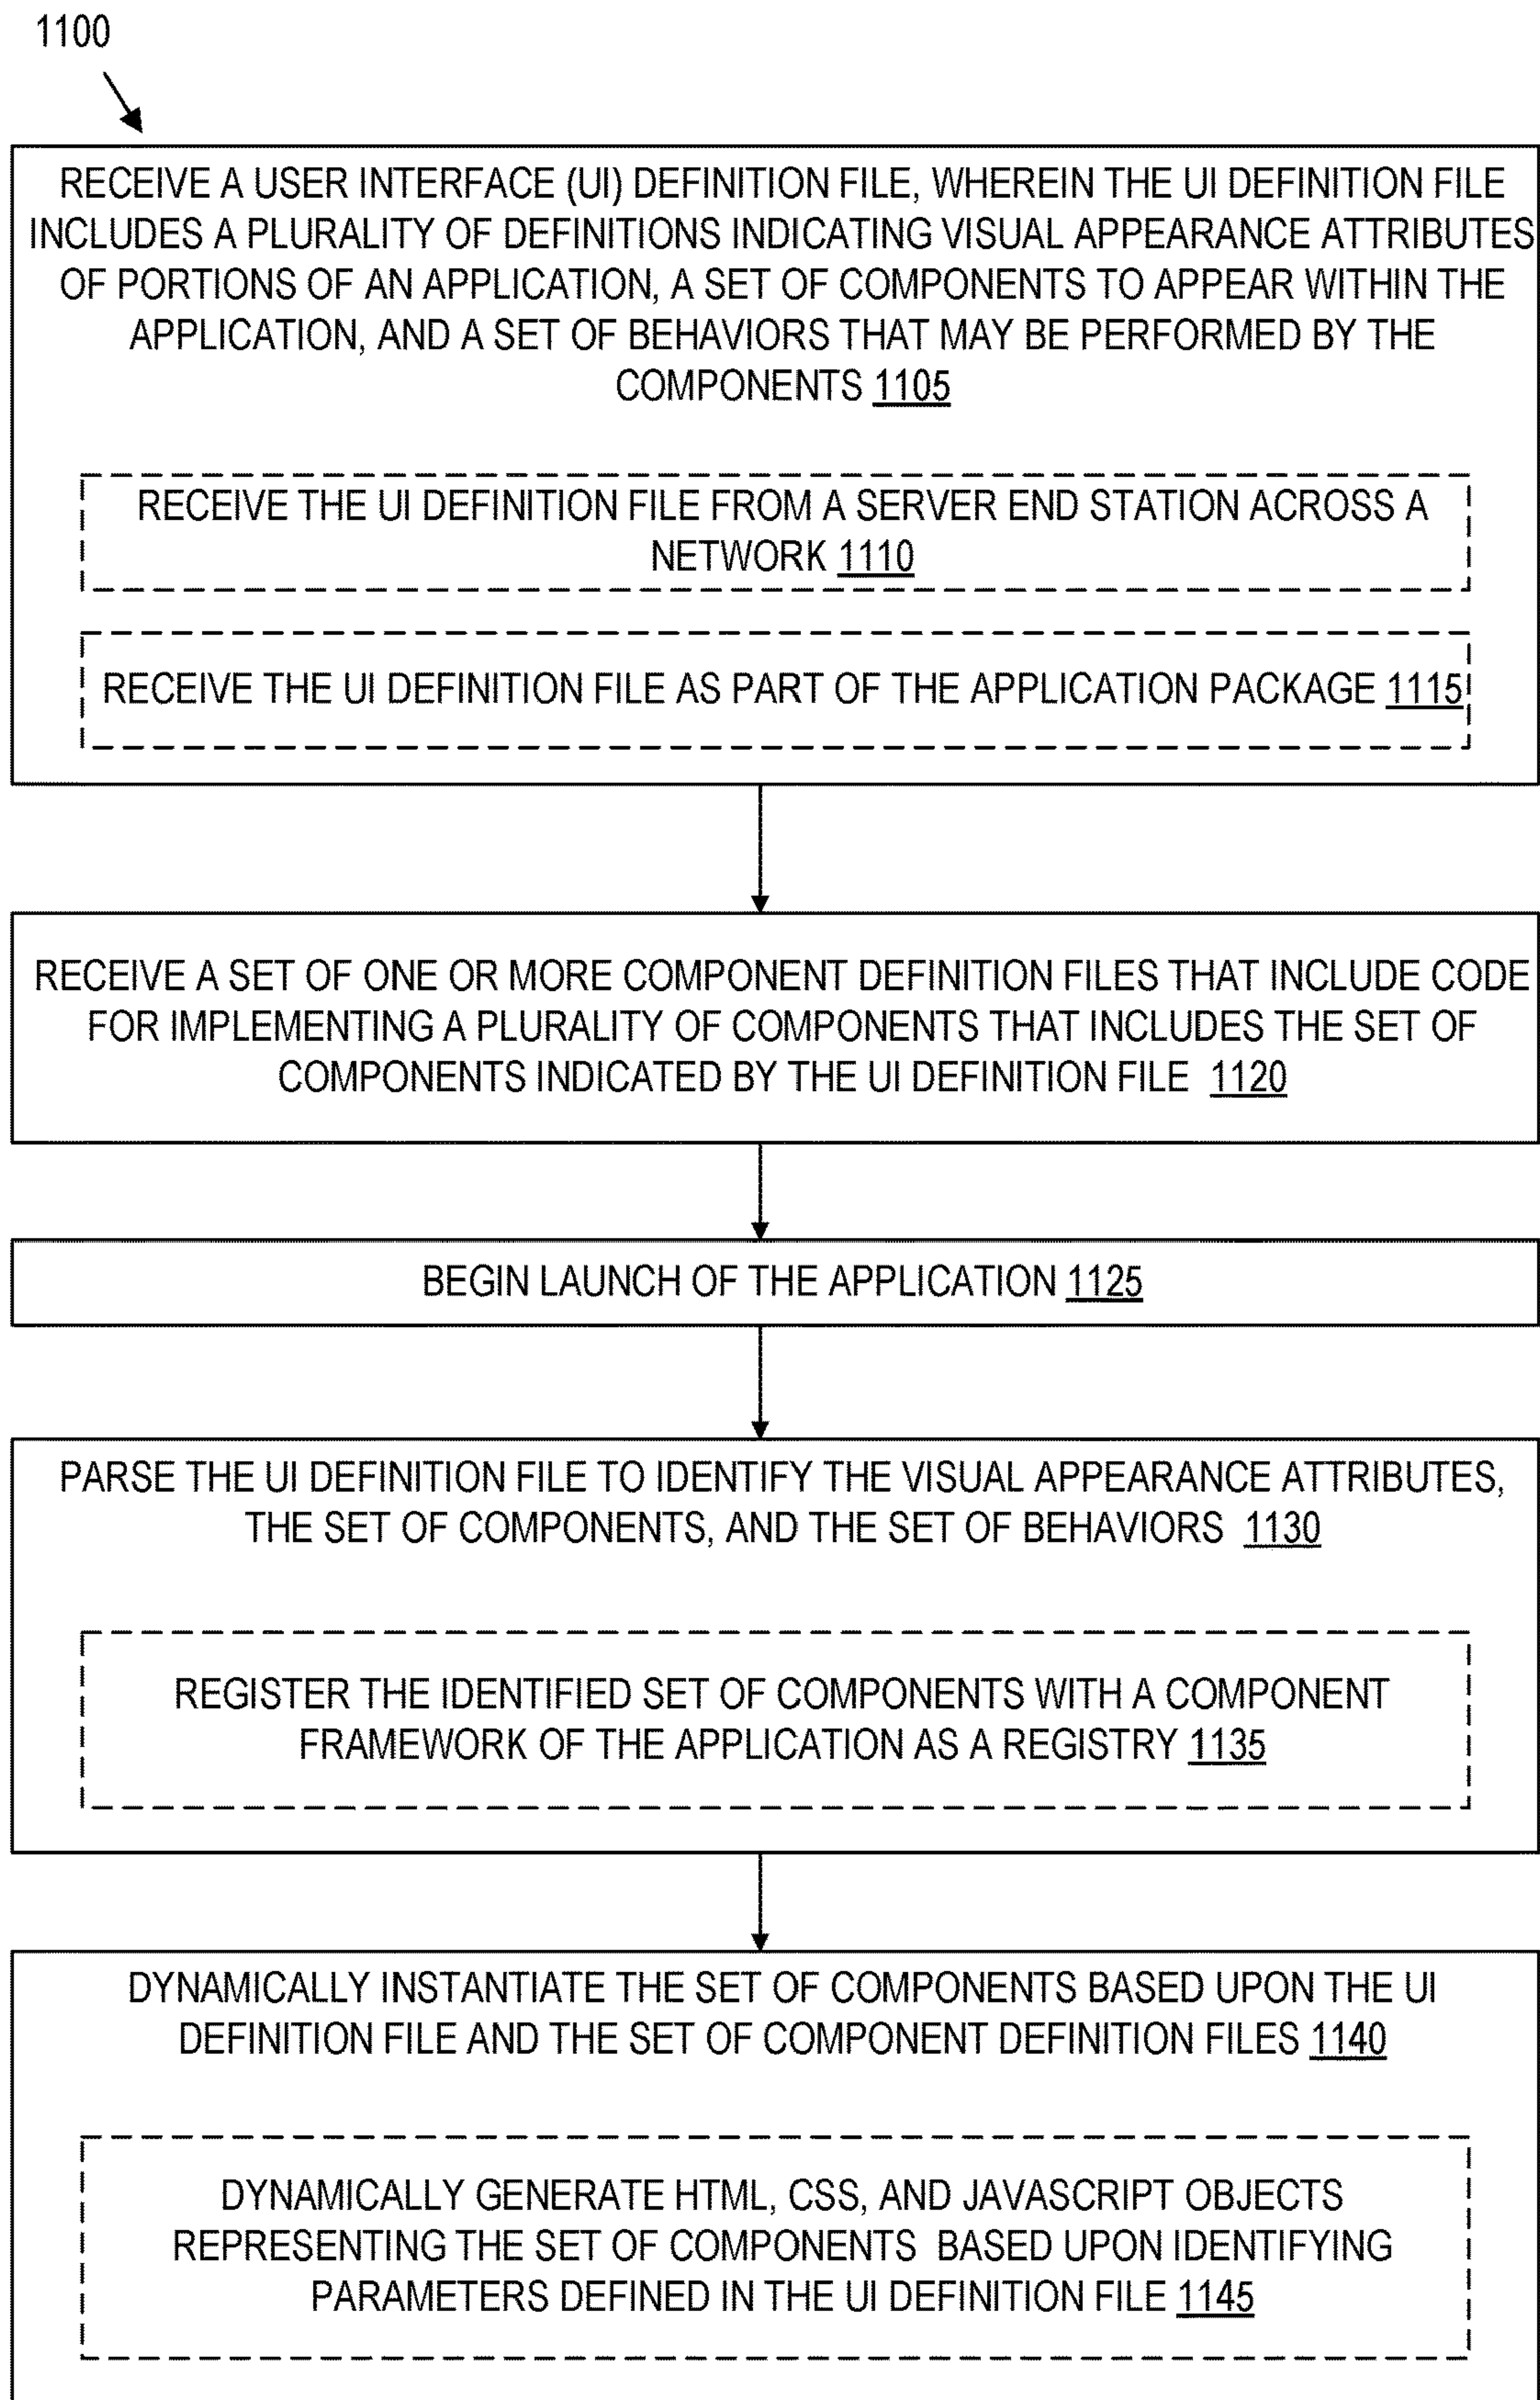 1100
RECEIVE A USER INTERFACE (UI) DEFINITION FILE, WHEREIN THE UI DEFINITION FILE
INCLUDES A PLURALITY OF DEFINITIONS INDICATING VISUAL APPEARANCE ATTRIBUTES
OF PORTIONS OF AN APPLICATION, A SET OF COMPONENTS TO APPEAR WITHIN THE
APPLICATION, AND A SET OF BEHAVIORS THAT MAY BE PERFORMED BY THE
COMPONENTS 1105
RECEIVE THE UI DEFINITION FILE FROM A SERVER END STATION ACROSS A
NETWORK 1110
RECEIVE THE UI DEFINITION FILE AS PART OF THE APPLICATION PACKAGE 1115
RECEIVE A SET OF ONE OR MORE COMPONENT DEFINITION FILES THAT INCLUDE CODE
FOR IMPLEMENTING A PLURALITY OF COMPONENTS THAT INCLUDES THE SET OF
COMPONENTS INDICATED BY THE UI DEFINITION FILE 1120
BEGIN LAUNCH OF THE APPLICATION 1125
PARSE THE UI DEFINITION FILE TO IDENTIFY THE VISUAL APPEARANCE ATTRIBUTES,
THE SET OF COMPONENTS, AND THE SET OF BEHAVIORS 1130
REGISTER THE IDENTIFIED SET OF COMPONENTS WITH A COMPONENT
FRAMEWORK OF THE APPLICATION AS A REGISTRY 1135
DYNAMICALLY INSTANTIATE THE SET OF COMPONENTS BASED UPON THE UI
DEFINITION FILE AND THE SET OF COMPONENT DEFINITION FILES 1140
DYNAMICALLY GENERATE HTML, CSS, AND JAVASCRIPT OBJECTS
REPRESENTING THE SET OF COMPONENTS BASED UPON IDENTIFYING
PARAMETERS DEFINED IN THE UI DEFINITION FILE 1145